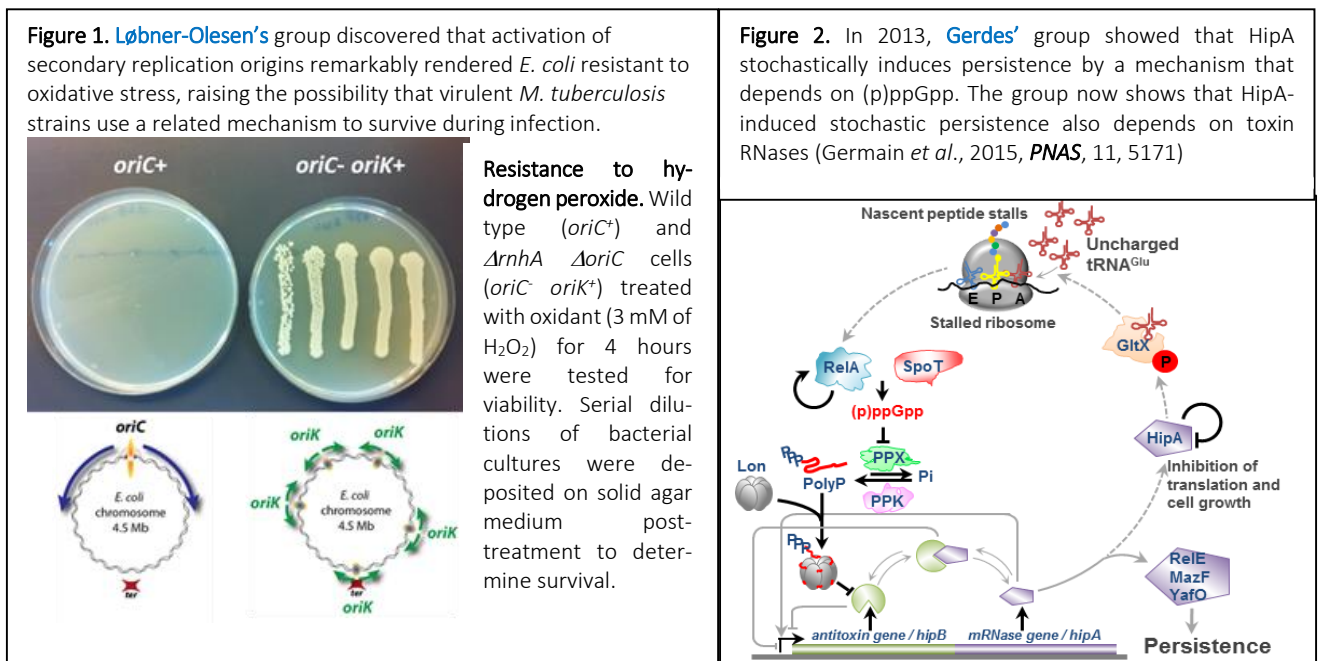 Figure 1. Løbner-Olesen's group discovered that activation of
secondary replication origins remarkably rendered E. coli resistant to
oxidative stress, raising the possibility that virulent M. tuberculosis
strains use a related mechanism to survive during infection.
oriC+
oriC- oriK+
Resistance to hy-
drogen peroxide. Wild
type (oriC⁺) and
ΔrnhA ΔoriC cells
(oriC⁻ oriK⁺) treated
with oxidant (3 mM of
H₂O₂) for 4 hours
were tested for
viability. Serial dilu-
tions of bacterial
cultures were de-
posited on solid agar
medium post-
treatment to deter-
mine survival.
oriC
E. coli
chromosome
4.5 Mb
ter
oriK
oriK
oriK
oriK
oriK
E. coli
chromosome
4.5 Mb
ter
oriK
Figure 2. In 2013, Gerdes' group showed that HipA
stochastically induces persistence by a mechanism that
depends on (p)ppGpp. The group now shows that HipA-
induced stochastic persistence also depends on toxin
RNases (Germain et al., 2015, PNAS, 11, 5171)
Nascent peptide stalls
Uncharged
tRNA^Glu
E P A
Stalled ribosome
GltX
P
RelA
SpoT
(p)ppGpp
HipA
Inhibition of
translation and
cell growth
Lon
PPP
PolyP
PPX
Pi
PPK
PPP
RelE
MazF
YafO
antitoxin gene / hipB
mRNase gene / hipA
Persistence